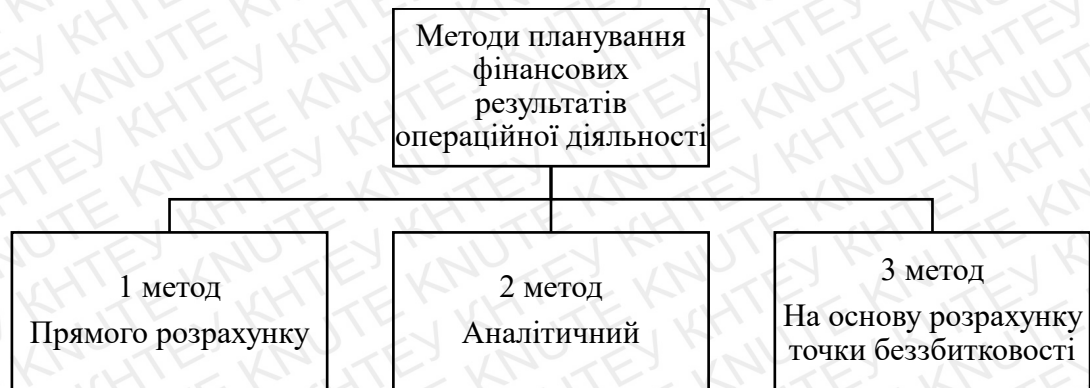 Методи планування
фінансових
результатів
операційної діяльності
1 метод
Прямого розрахунку
2 метод
Аналітичний
3 метод
На основу розрахунку
точки беззбитковості